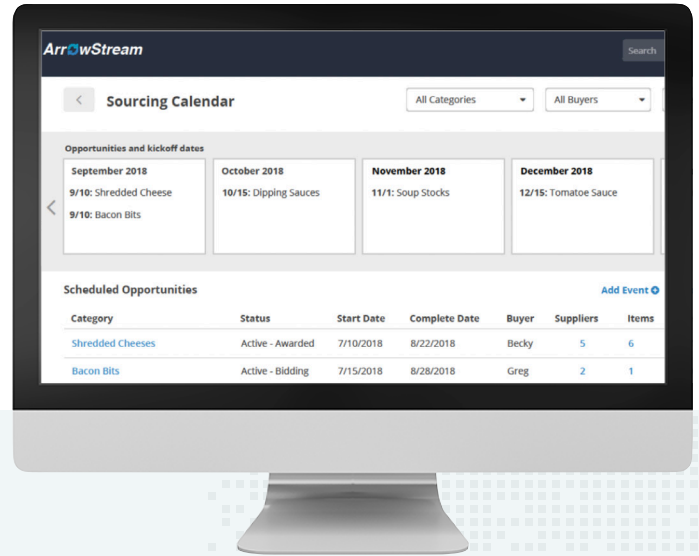 ArrowStream
Search
Sourcing Calendar
All Categories
All Buyers
Opportunities and kickoff dates
September 2018
9/10: Shredded Cheese
9/10: Bacon Bits
October 2018
10/15: Dipping Sauces
November 2018
11/1: Soup Stocks
December 2018
12/15: Tomatoe Sauce
Scheduled Opportunities
Add Event
Category Status Start Date Complete Date Buyer Suppliers Items
Shredded Cheeses Active - Awarded 7/10/2018 8/22/2018 Becky 5 6
Bacon Bits Active - Bidding 7/15/2018 8/28/2018 Greg 2 1